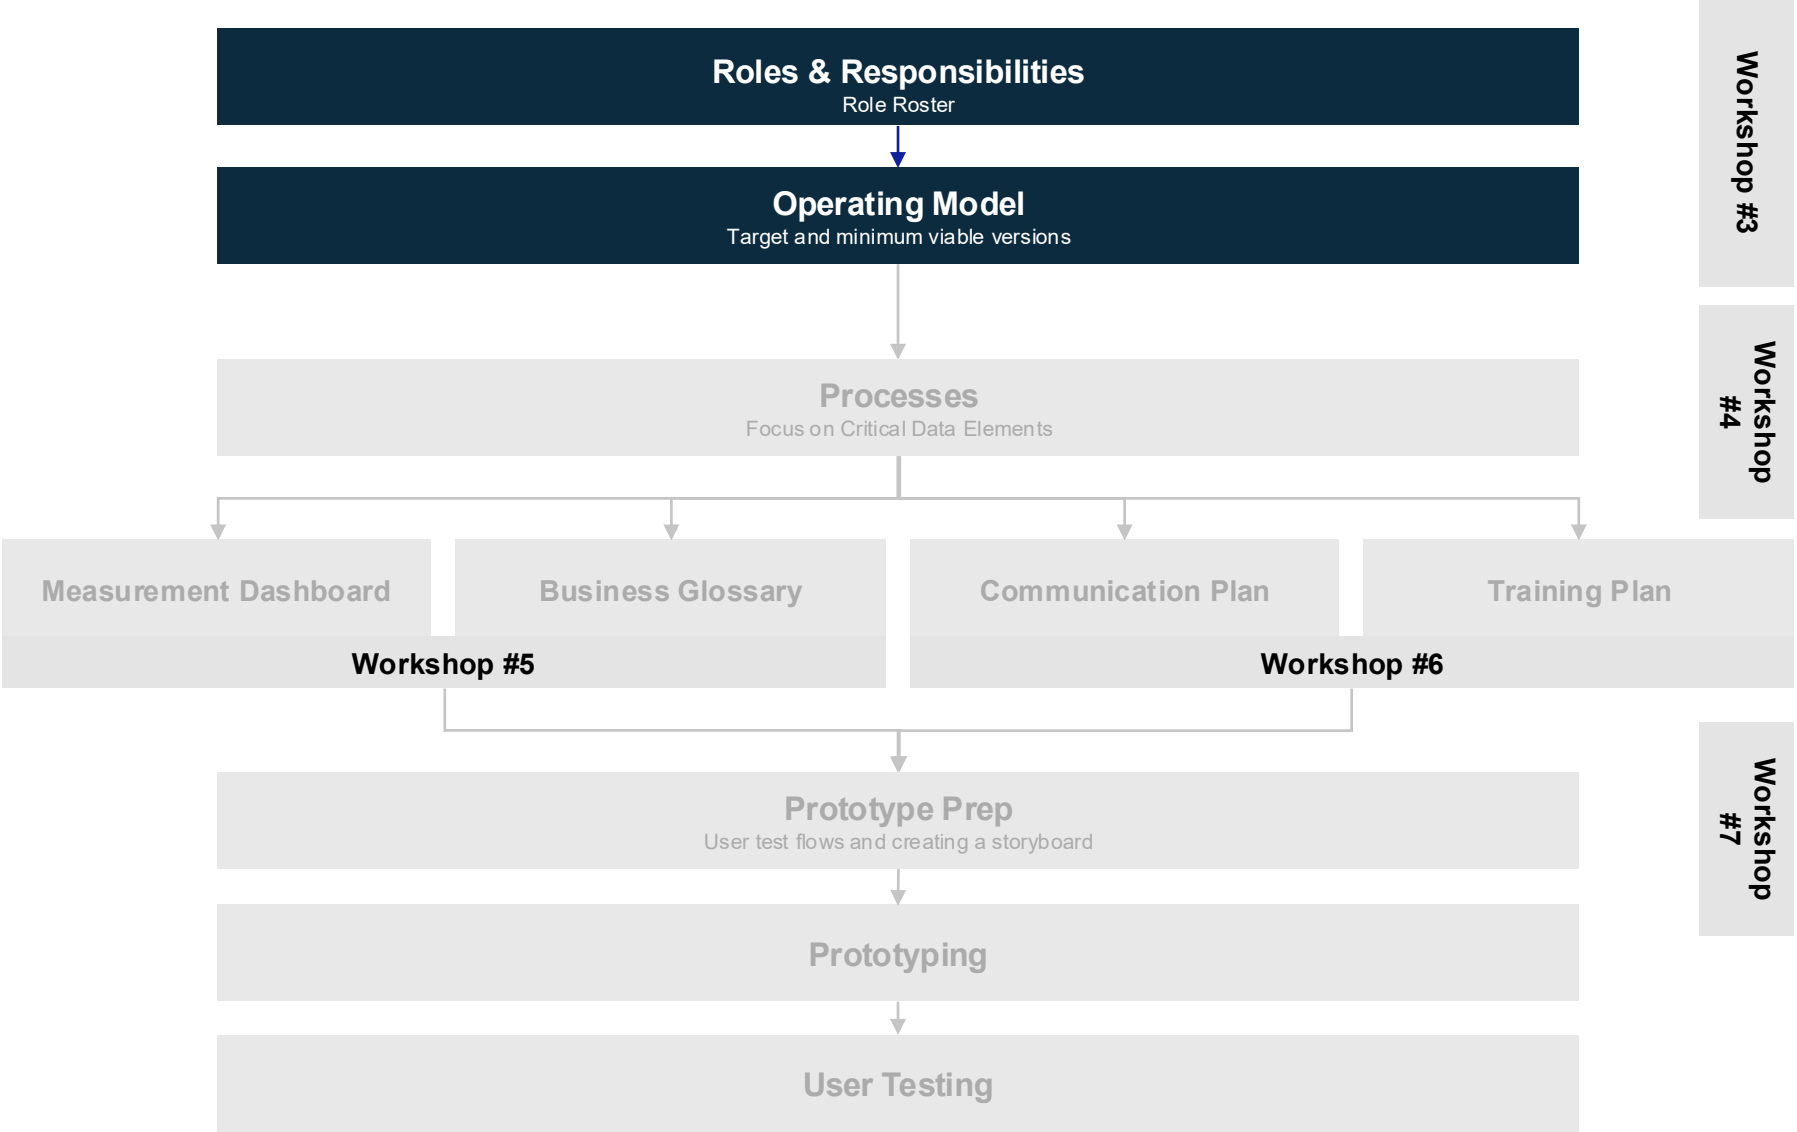 Roles & Responsibilities
Role Roster
Workshop #3
Operating Model
Target and minimum viable versions
Processes
Focus on Critical Data Elements
Workshop
#4
Measurement Dashboard
Business Glossary
Communication Plan
Training Plan
Workshop #5
Workshop #6
Prototype Prep
User test flows and creating a storyboard
Workshop
#7
Prototyping
User Testing